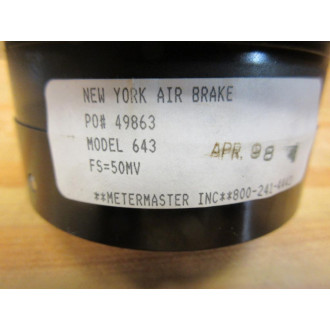 NEW YORK AIR BRAKE
PO# 49863
MODEL 643 APR. 98
FS=50MV
**METERMASTER INC**800-241-